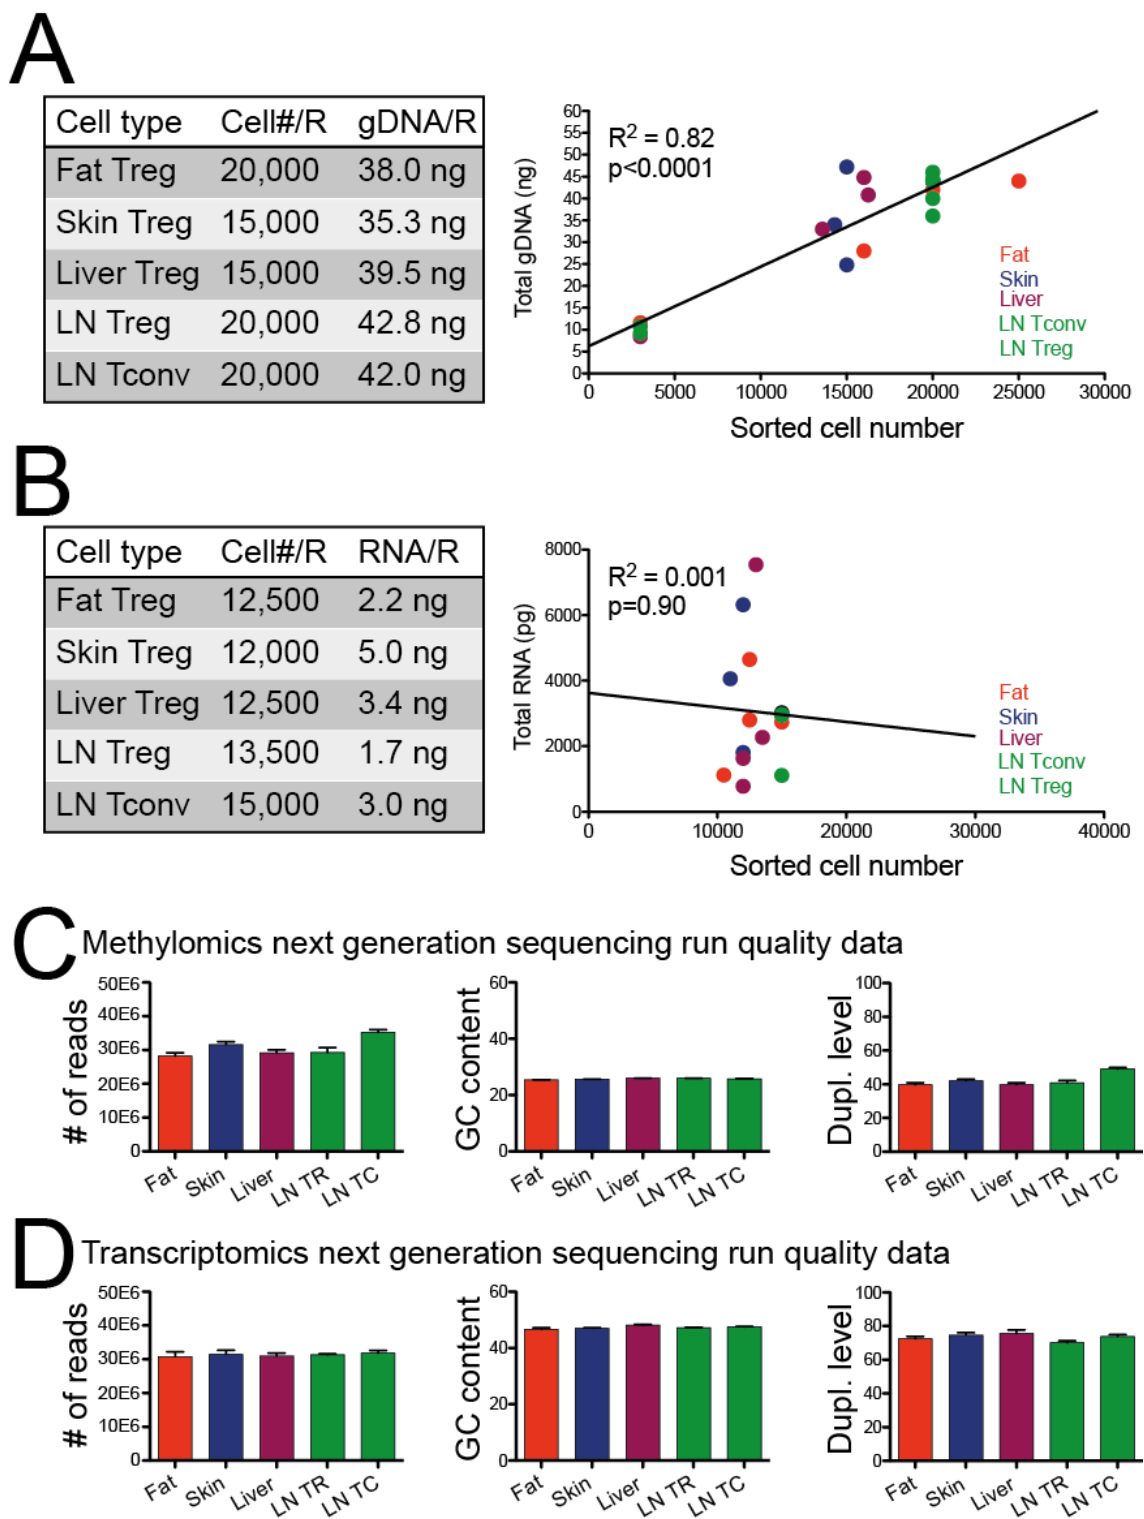 A
Cell type Cell#/R gDNA/R
Fat Treg 20,000 38.0 ng
Skin Treg 15,000 35.3 ng
Liver Treg 15,000 39.5 ng
LN Treg 20,000 42.8 ng
LN Tconv 20,000 42.0 ng
R2 = 0.82
p<0.0001
Total gDNA (ng)
60
55
50
45
40
35
30
25
20
15
10
5
0
Fat
Skin
Liver
LN Tconv
LN Treg
0 5000 10000 15000 20000 25000 30000
Sorted cell number
B
Cell type Cell#/R RNA/R
Fat Treg 12,500 2.2 ng
Skin Treg 12,000 5.0 ng
Liver Treg 12,500 3.4 ng
LN Treg 13,500 1.7 ng
LN Tconv 15,000 3.0 ng
R2 = 0.001
p=0.90
Total RNA (pg)
8000
6000
4000
2000
0
Fat
Skin
Liver
LN Tconv
LN Treg
0 10000 20000 30000 40000
Sorted cell number
C
Methylomics next generation sequencing run quality data
# of reads
50E6
40E6
30E6
20E6
10E6
0
Fat Skin Liver LN TR LN TC
GC content
60
40
20
0
Fat Skin Liver LN TR LN TC
Dupl. level
100
80
60
40
20
0
Fat Skin Liver LN TR LN TC
D
Transcriptomics next generation sequencing run quality data
# of reads
50E6
40E6
30E6
20E6
10E6
0
Fat Skin Liver LN TR LN TC
GC content
60
40
20
0
Fat Skin Liver LN TR LN TC
Dupl. level
100
80
60
40
20
0
Fat Skin Liver LN TR LN TC